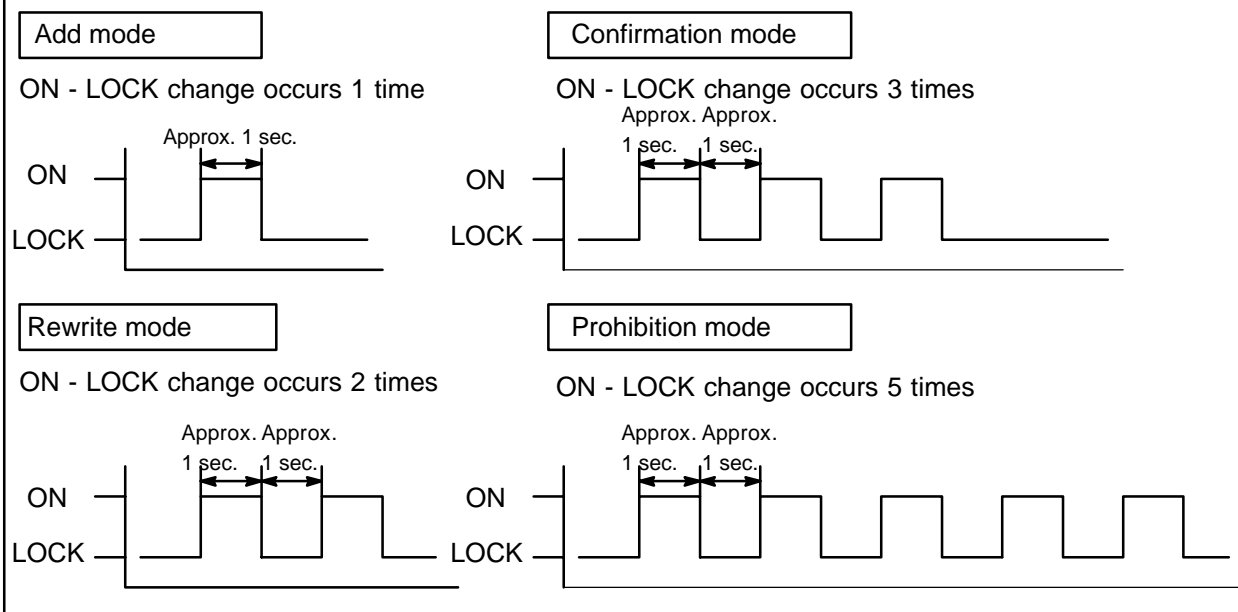 Add mode
ON - LOCK change occurs 1 time
Approx. 1 sec.
ON
LOCK
Confirmation mode
ON - LOCK change occurs 3 times
Approx. Approx.
1 sec. 1 sec.
ON
LOCK
Rewrite mode
ON - LOCK change occurs 2 times
Approx. Approx.
1 sec. 1 sec.
ON
LOCK
Prohibition mode
ON - LOCK change occurs 5 times
Approx. Approx.
1 sec. 1 sec.
ON
LOCK